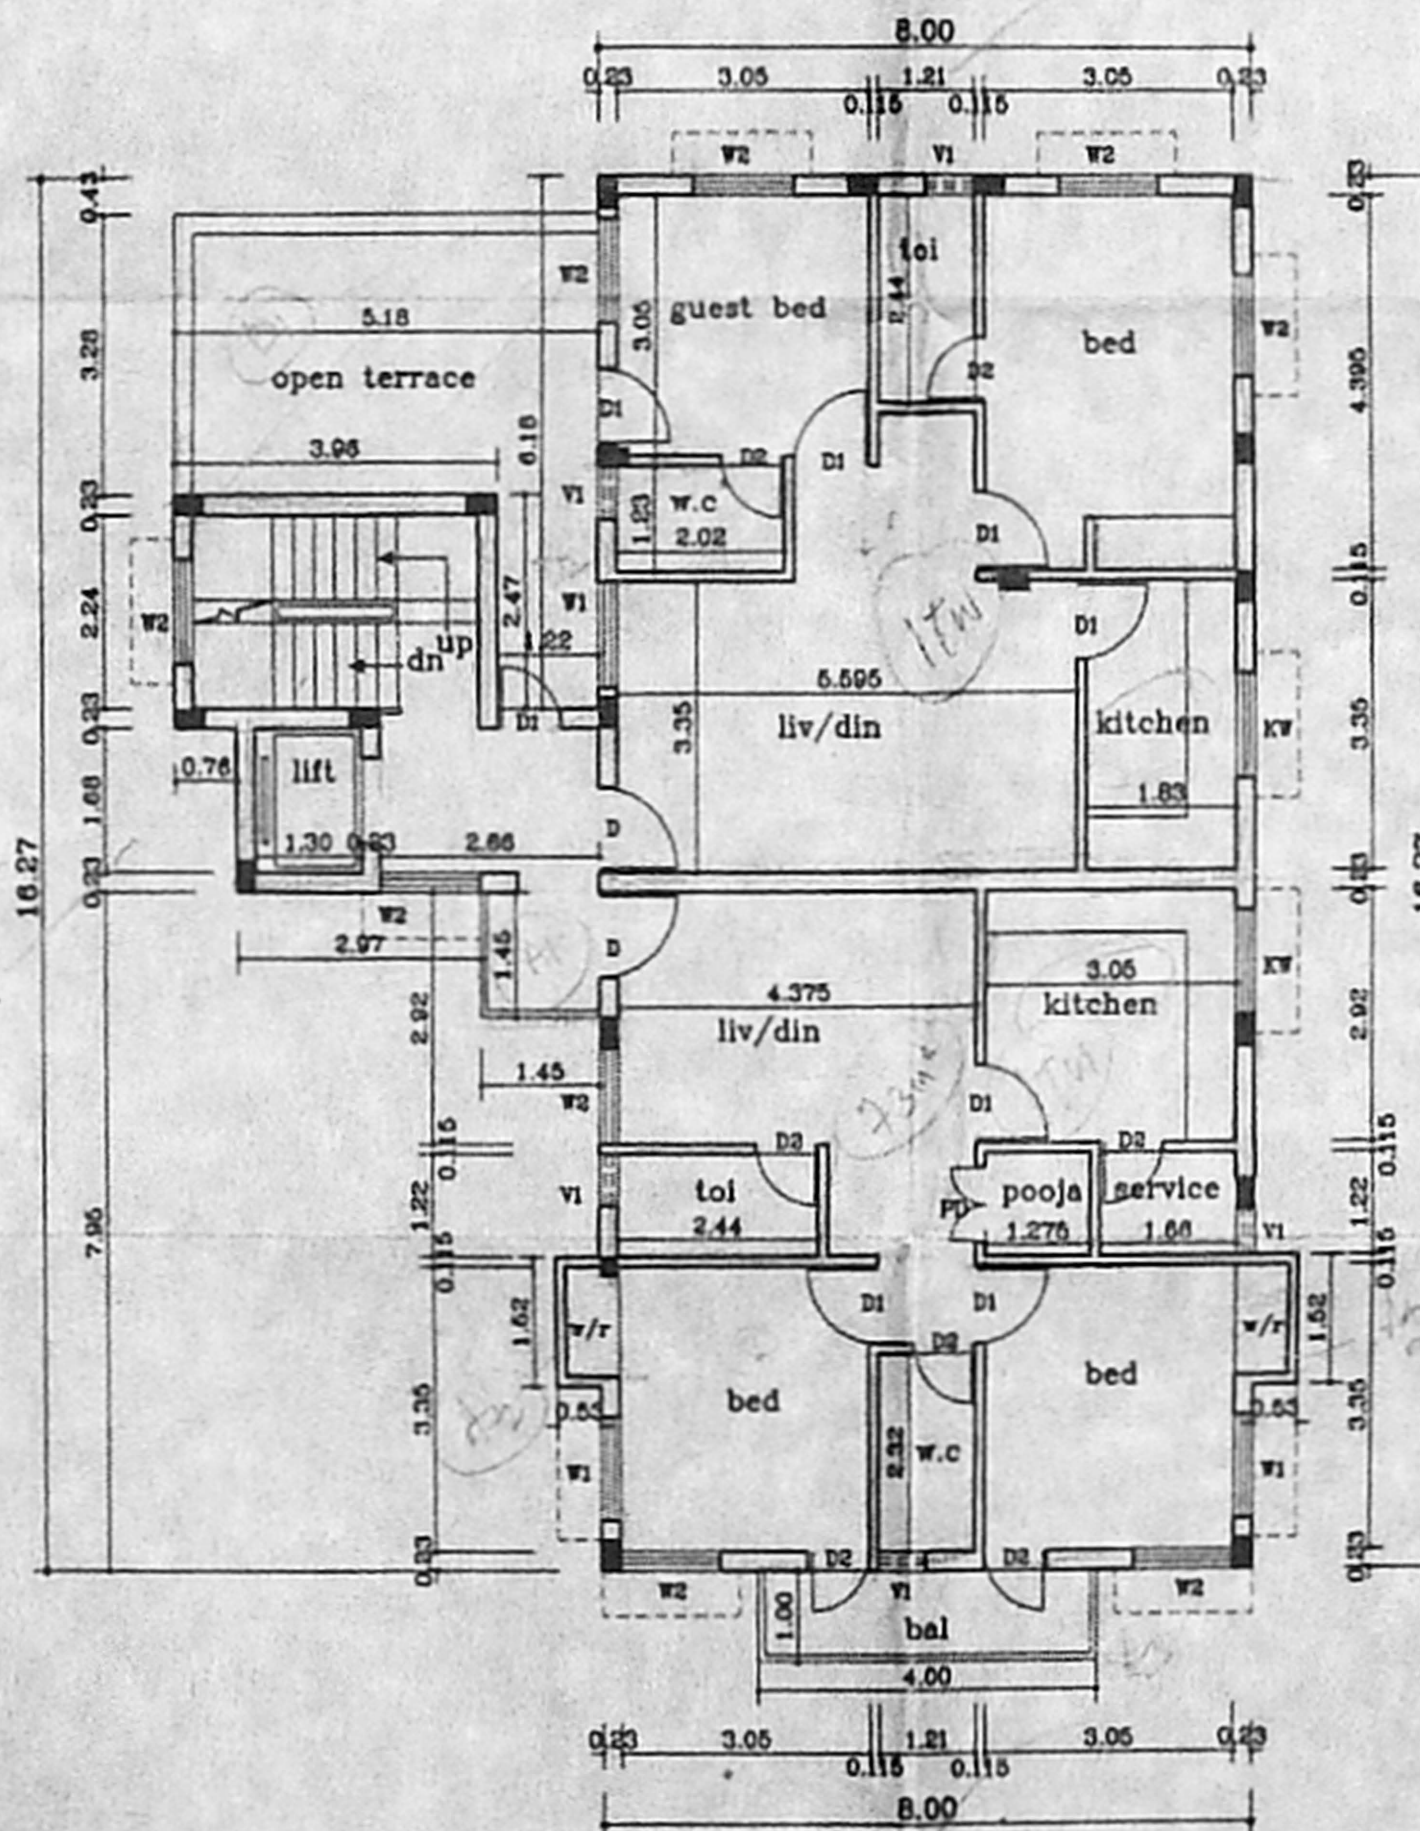 8.00
0.23 3.05 1.21 3.05 0.23
0.115 0.115
W2 V1 W2
0.43 0.23
toi
W2 W2
guest bed 2.44
5.18 3.05 bed
open terrace D2
3.28 4.395
D1
3.96 6.18 D2 D1
0.23 V1 w.c
1.23 2.02 D1
2.47 0.115
2.24 W2 W1
up 22 D1
dn 5.595
0.23 D1 3.35 liv/din kitchen KW 3.35
lift
0.76 1.68 1.83
D
1.30 0.23 2.66
16.27 0.23 0.23
W2
2.97 1.45 D KW
3.05
4.375 kitchen
2.92 liv/din 2.92
1.45
W2 D1
0.115 D2 D2 0.115
V1 toi pooja service
1.22 2.44 PD 1.275 1.66 V1 1.22
7.95 0.115 0.115
D1 D1
1.52 w/r D2 w/r 1.52
bed bed
3.35 0.53 0.53 3.35
W1 2.32 w.c W1
0.23 D2 D2 0.23
W2 V1 W2
1.00 bal
4.00
0.23 3.05 1.21 3.05 0.23
0.115 0.115
8.00